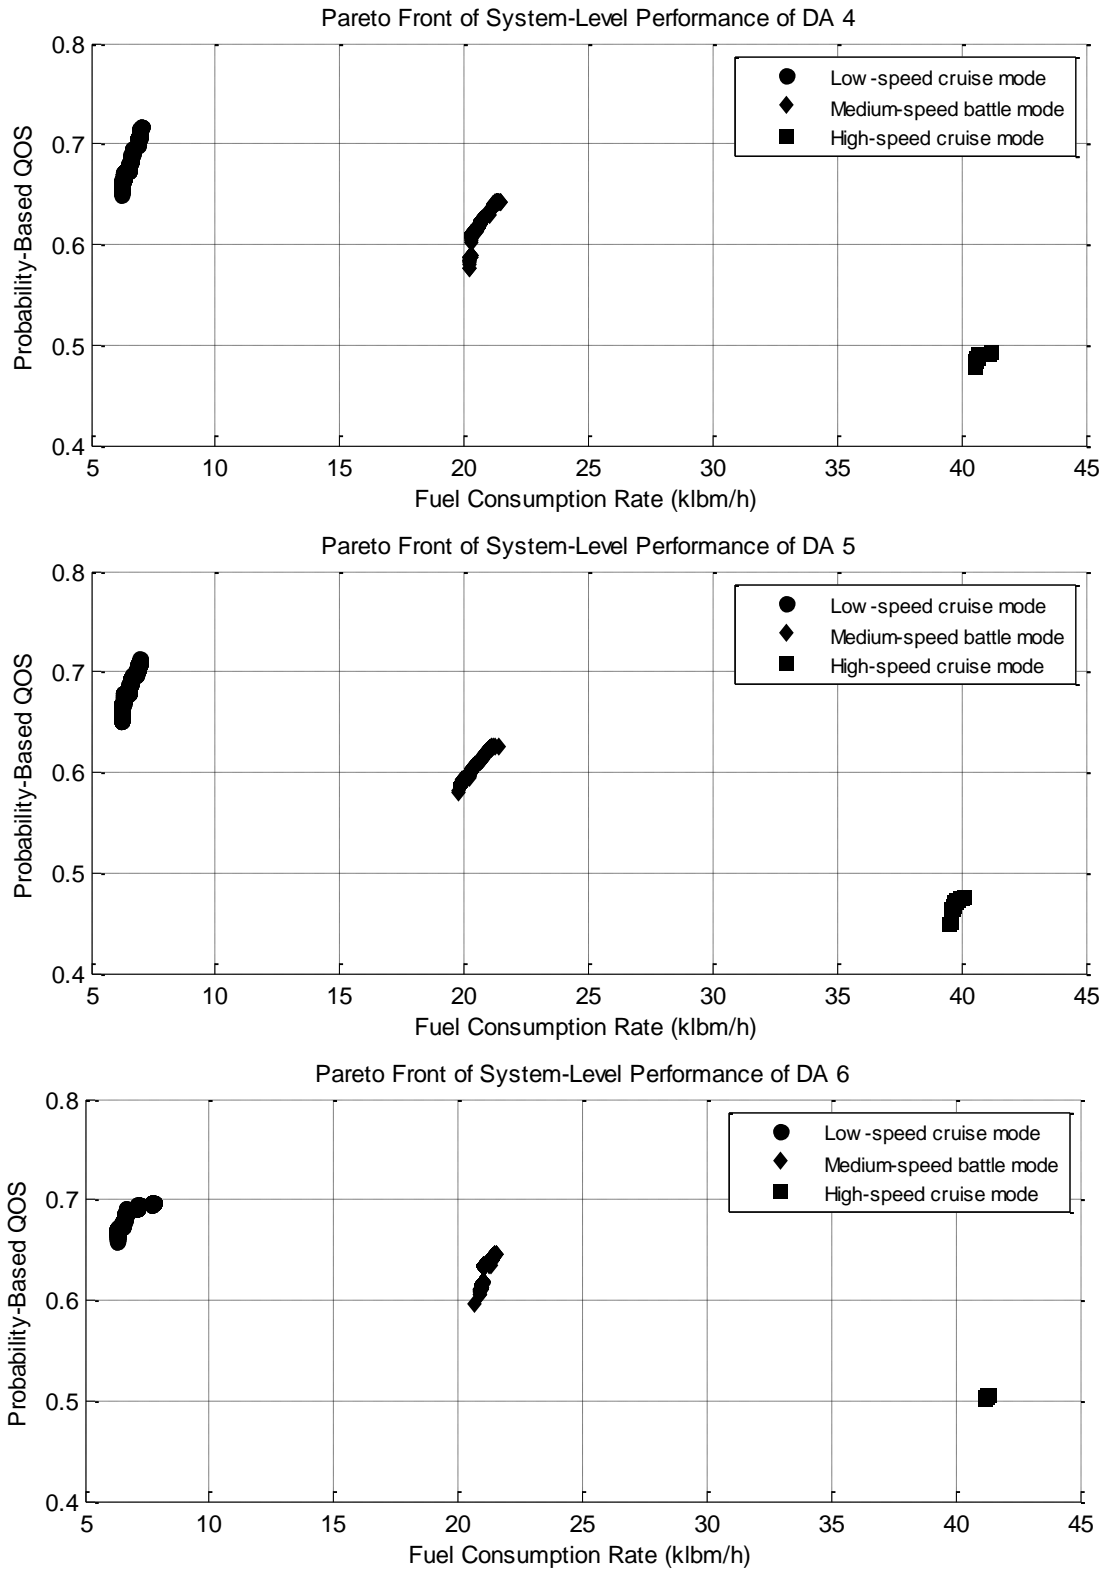 Pareto Front of System-Level Performance of DA 4
0.8
0.7
0.6
0.5
0.4
Probability-Based QOS
Low-speed cruise mode
Medium-speed battle mode
High-speed cruise mode
5 10 15 20 25 30 35 40 45
Fuel Consumption Rate (klbm/h)
Pareto Front of System-Level Performance of DA 5
0.8
0.7
0.6
0.5
0.4
Probability-Based QOS
Low-speed cruise mode
Medium-speed battle mode
High-speed cruise mode
5 10 15 20 25 30 35 40 45
Fuel Consumption Rate (klbm/h)
Pareto Front of System-Level Performance of DA 6
0.8
0.7
0.6
0.5
0.4
Probability-Based QOS
Low-speed cruise mode
Medium-speed battle mode
High-speed cruise mode
5 10 15 20 25 30 35 40 45
Fuel Consumption Rate (klbm/h)